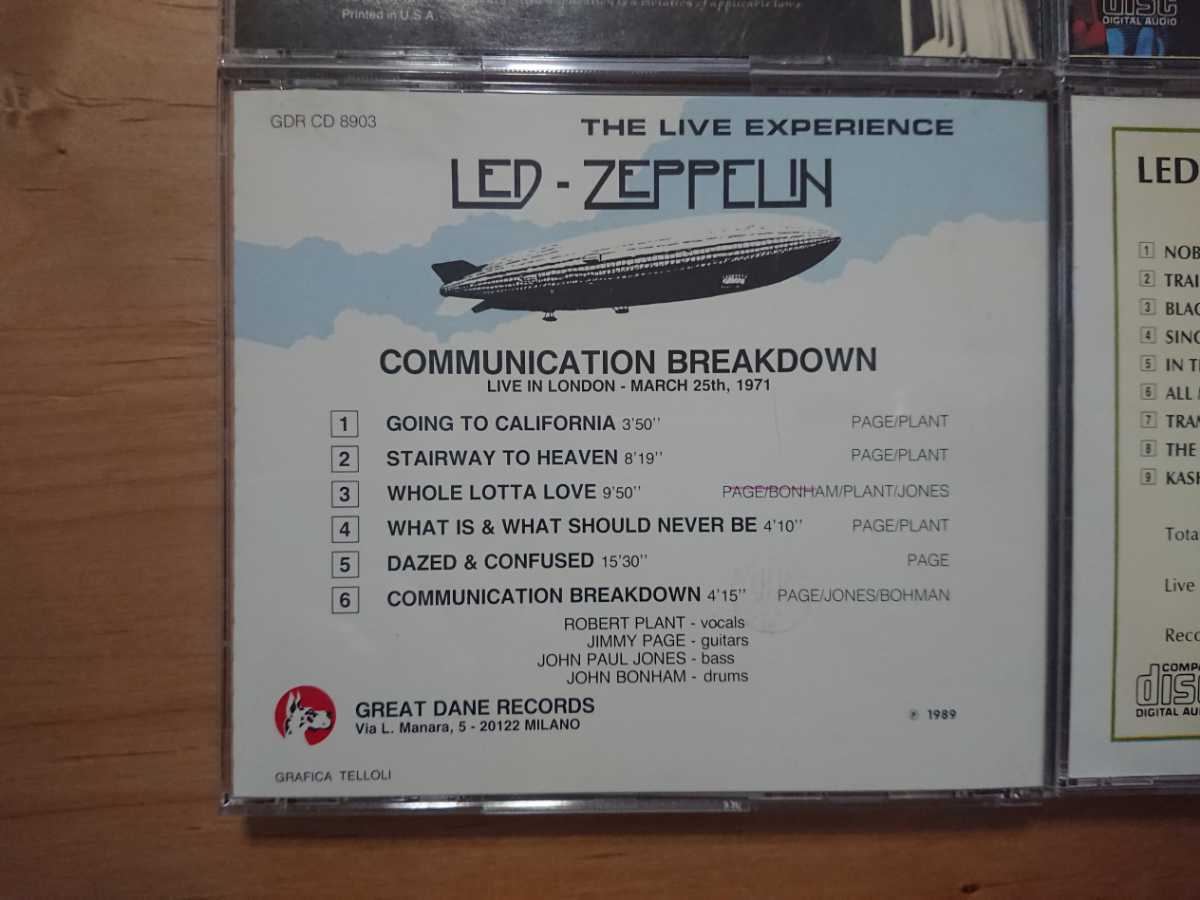 Printed in U.S.A.
DIGITAL AUDIO
GDR CD 8903
THE LIVE EXPERIENCE
LED - ZEPPELIN
COMMUNICATION BREAKDOWN
LIVE IN LONDON - MARCH 25th, 1971
1 GOING TO CALIFORNIA 3'50'' PAGE/PLANT
2 STAIRWAY TO HEAVEN 8'19'' PAGE/PLANT
3 WHOLE LOTTA LOVE 9'50'' PAGE/BONHAM/PLANT/JONES
4 WHAT IS & WHAT SHOULD NEVER BE 4'10'' PAGE/PLANT
5 DAZED & CONFUSED 15'30'' PAGE
6 COMMUNICATION BREAKDOWN 4'15'' PAGE/JONES/BOHMAN
ROBERT PLANT - vocals
JIMMY PAGE - guitars
JOHN PAUL JONES - bass
JOHN BONHAM - drums
GREAT DANE RECORDS
Via L. Manara, 5 - 20122 MILANO
℗ 1989
GRAFICA TELLOLI
LED
1 NOB
2 TRAI
3 BLAC
4 SINC
5 IN TH
6 ALL
7 TRAM
8 THE
9 KASH
Tota
Live
Reco
COMPA
disc
DIGITAL AU